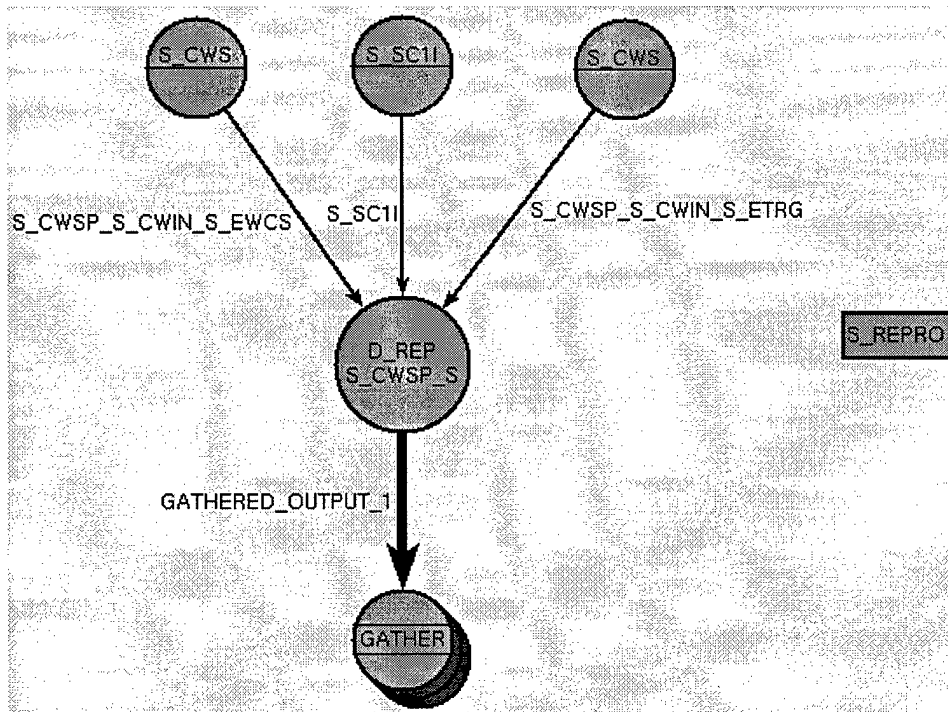 S_CWS
S_SC1I
S_CWS
S_CWSP_S_CWIN_S_EWCS
S_SC1I
S_CWSP_S_CWIN_S_ETRG
D_REP
S_CWSP_S
S_REPRO
GATHERED_OUTPUT_1
GATHER